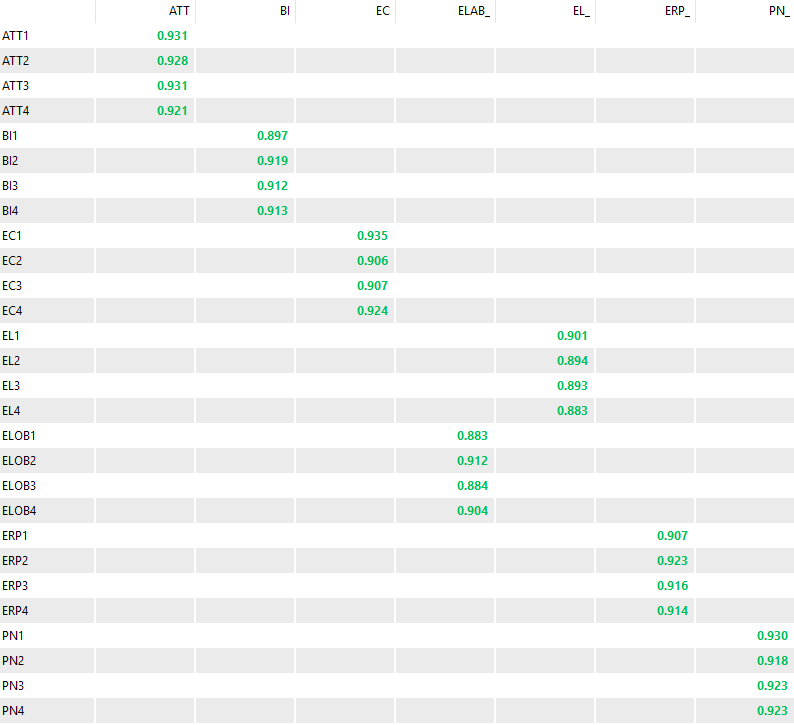 ATT BI EC ELAB_ EL_ ERP_ PN_
ATT1 0.931
ATT2 0.928
ATT3 0.931
ATT4 0.921
BI1 0.897
BI2 0.919
BI3 0.912
BI4 0.913
EC1 0.935
EC2 0.906
EC3 0.907
EC4 0.924
EL1 0.901
EL2 0.894
EL3 0.893
EL4 0.883
ELOB1 0.883
ELOB2 0.912
ELOB3 0.884
ELOB4 0.904
ERP1 0.907
ERP2 0.923
ERP3 0.916
ERP4 0.914
PN1 0.930
PN2 0.918
PN3 0.923
PN4 0.923